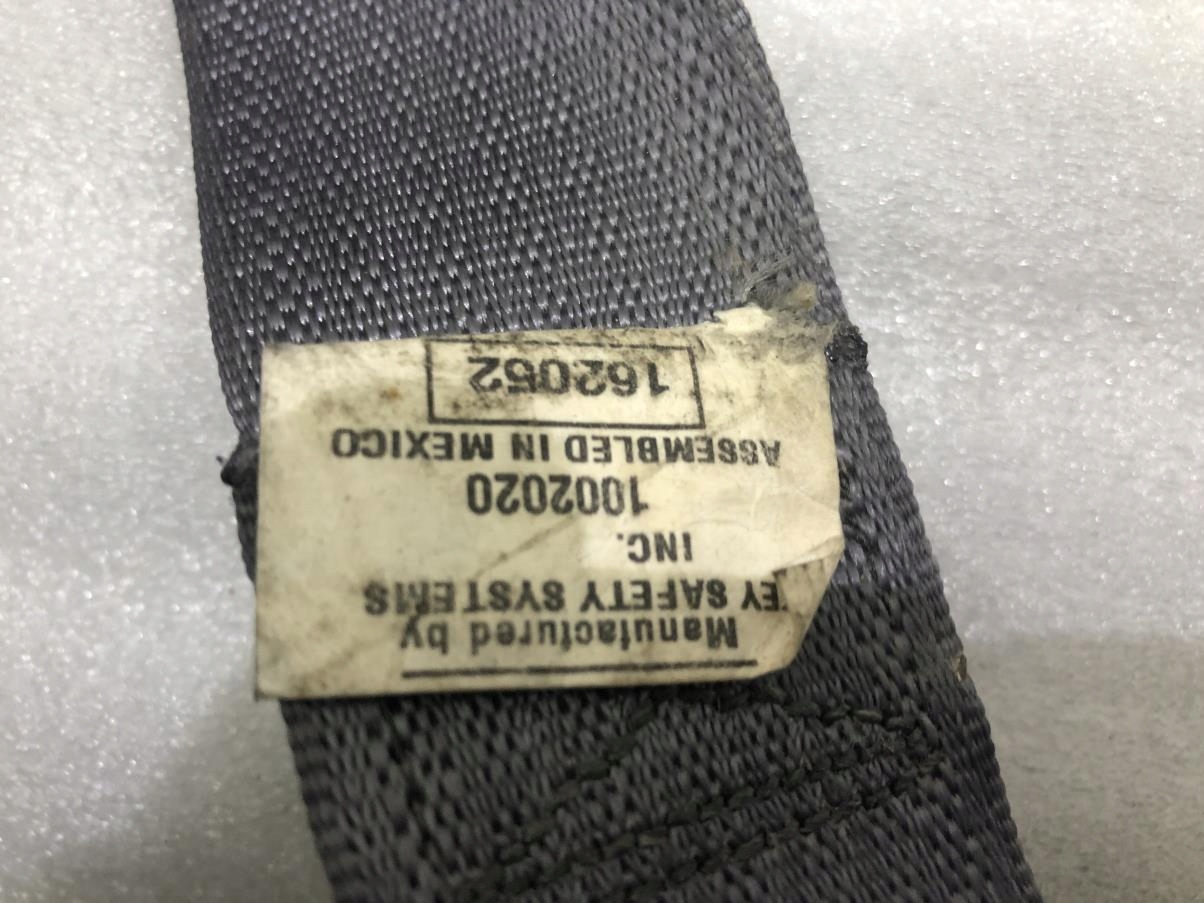 Manufactured by
EY SAFETY SYSTEMS
INC.
1002020
ASSEMBLED IN MEXICO
162052